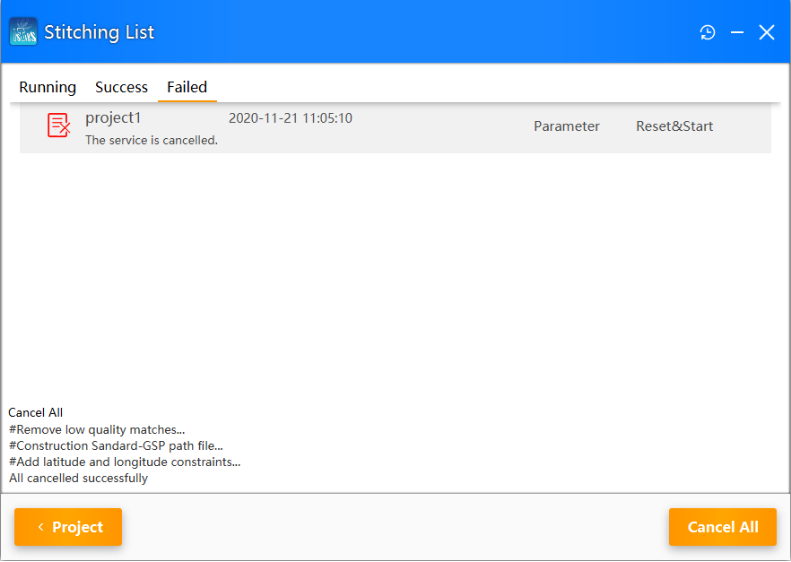 Stitching List
Running Success Failed
project1 2020-11-21 11:05:10 Parameter Reset&Start
The service is cancelled.
Cancel All
#Remove low quality matches...
#Construction Sandard-GSP path file...
#Add latitude and longitude constraints...
All cancelled successfully
< Project Cancel All